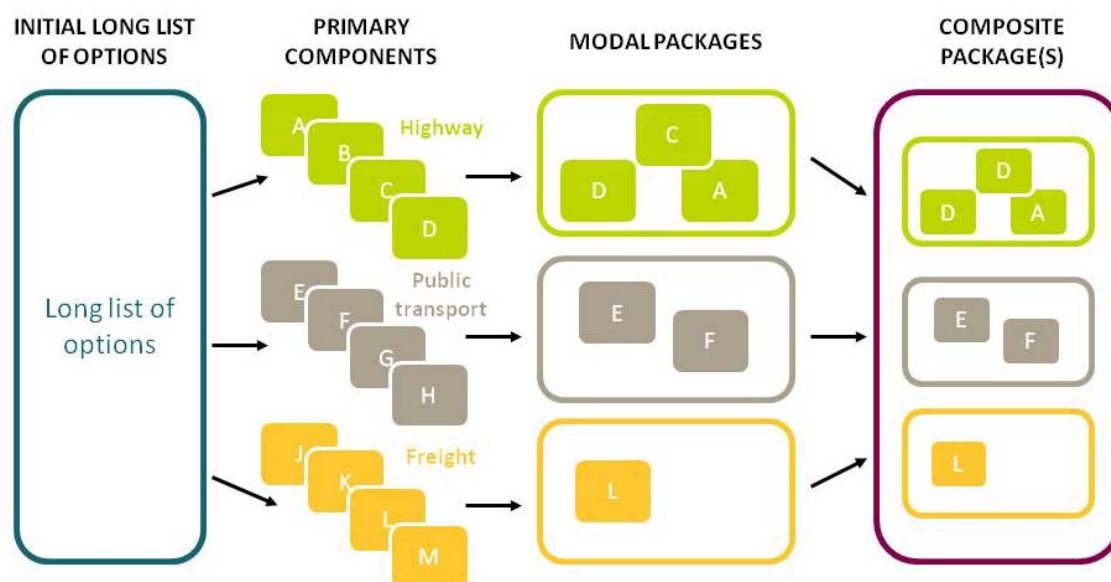 INITIAL LONG LIST
OF OPTIONS
PRIMARY
COMPONENTS
MODAL PACKAGES
COMPOSITE
PACKAGE(S)
Long list of
options
A
B
C
D
Highway
E
F
G
H
Public
transport
J
K
L
M
Freight
C
D
A
E
F
L
D
D
A
E
F
L